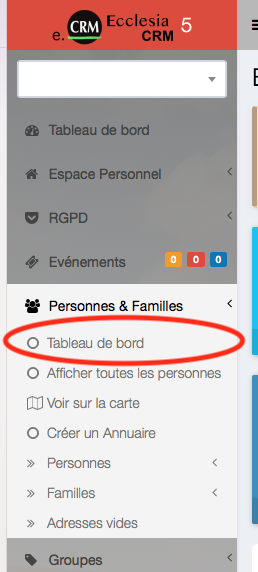 Ecclesia
e. CRM CRM 5
Tableau de bord
Espace Personnel
RGPD
Evénements 0 0 0
Personnes & Familles
Tableau de bord
Afficher toutes les personnes
Voir sur la carte
Créer un Annuaire
Personnes
Familles
Adresses vides
Groupes